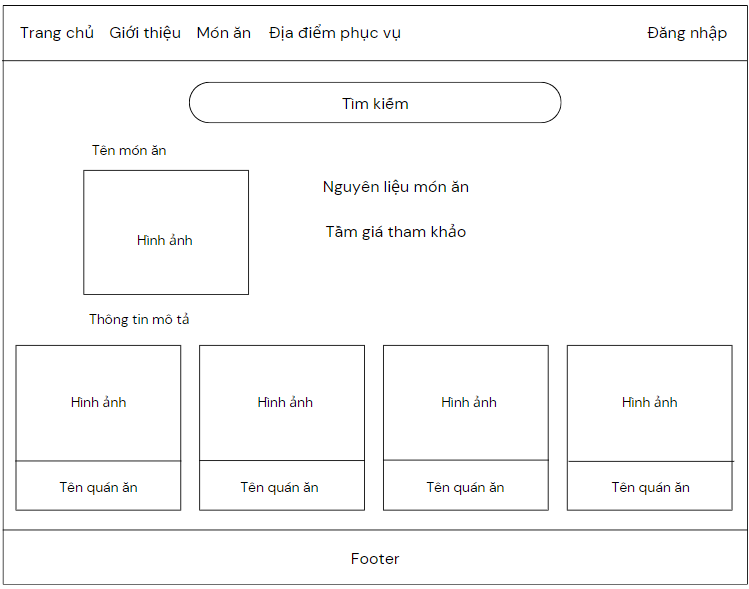 Trang chủ Giới thiệu Món ăn Địa điểm phục vụ Đăng nhập
Tìm kiếm
Tên món ăn
Hình ảnh
Nguyên liệu món ăn
Tầm giá tham khảo
Thông tin mô tả
Hình ảnh Hình ảnh Hình ảnh Hình ảnh
Tên quán ăn Tên quán ăn Tên quán ăn Tên quán ăn
Footer